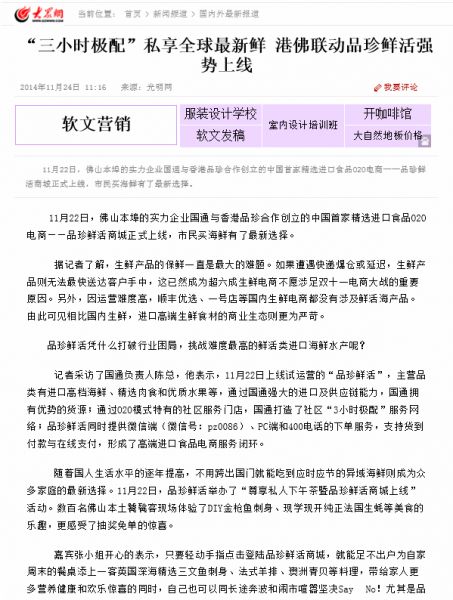 大众网
当前位置： 首页 > 新闻频道 > 国内外最新报道
“三小时极配”私享全球最新鲜 港佛联动品珍鲜活强
势上线
2014年11月24日 11:16 来源：光明网 我要评论
软文营销
服装设计学校
软文发稿
室内设计培训班
开咖啡馆
大自然地板价格
11月22日，佛山本埠的实力企业国通与香港品珍合作创立的中国首家精选进口食品O2O电商——品珍鲜
活商城正式上线，市民买海鲜有了最新选择。
11月22日，佛山本埠的实力企业国通与香港品珍合作创立的中国首家精选进口食品O2O
电商——品珍鲜活商城正式上线，市民买海鲜有了最新选择。
据记者了解，生鲜产品的保鲜一直是最大的难题。如果遭遇快递爆仓或延迟，生鲜产
品则无法最快送达客户手中，这已然成为超六成生鲜电商不愿涉足双十一电商大战的重要
原因。另外，因运营难度高，顺丰优选、一号店等国内生鲜电商都没有涉及鲜活海产品。
由此可见相比国内生鲜，进口高端生鲜食材的商业生态则更为严苛。
品珍鲜活凭什么打破行业困局，挑战难度最高的鲜活类进口海鲜水产呢？
记者采访了国通负责人陈总，他表示，11月22日上线试运营的“品珍鲜活”，主营品
类有进口高档海鲜、精选肉食和优质水果等，通过国通强大的进口及供应链能力，国通拥
有优势的货源；通过O2O模式特有的社区服务门店，国通打造了社区“3小时极配”服务网
络；品珍鲜活同时提供微信端（微信号：pz0086）、PC端和400电话的下单服务，支持货到
付款与在线支付，形成了高端进口食品电商服务闭环。
随着国人生活水平的逐年提高，不用跨出国门就能吃到应时应节的异域海鲜则成为众
多家庭的最新选择。11月22日，品珍鲜活举办了“尊享私人下午茶暨品珍鲜活商城上线”
活动。数百名佛山本土饕餮客现场体验了DIY金枪鱼刺身、现学现开纯正法国生蚝等美食的
乐趣，更感受了抽奖免单的惊喜。
嘉宾张小组开心的表示，只要轻动手指点击登陆品珍鲜活商城，就能足不出户为自家
周末的餐桌添上一客英国深海精选三文鱼刺身、法式羊排、澳洲青贝等料理，带给家人更
多营养健康和欢乐惊喜的同时，自己也可以同长途奔波和闹市喧嚣坚决Say No！尤其是品